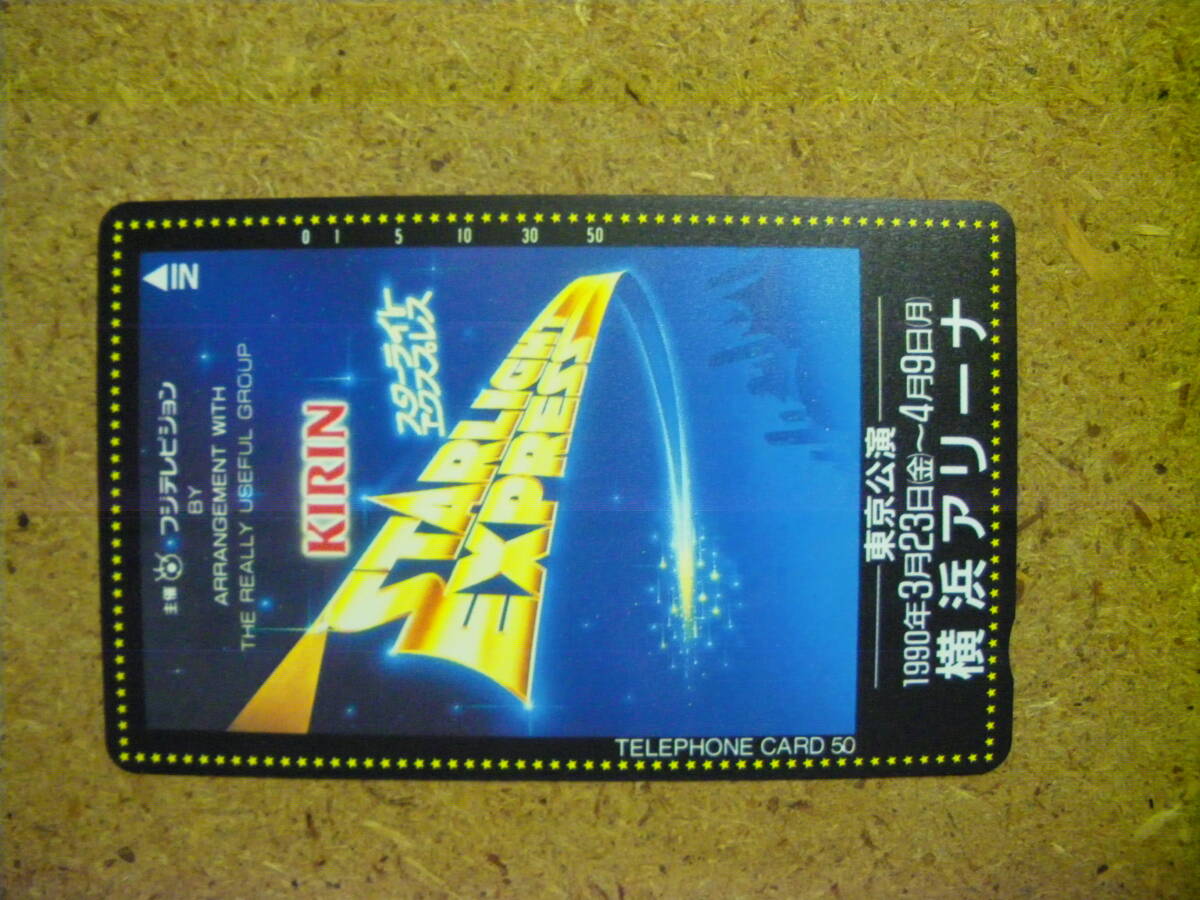 主催 フジテレビジョン
BY
ARRANGEMENT WITH
THE REALLY USEFUL GROUP
KIRIN
スターライト
エクスプレス
STARLIGHT
EXPRESS
東京公演
1990年3月23日(金)〜4月9日(月)
横浜アリーナ
IN
0 1 5 10 30 50
TELEPHONE CARD 50